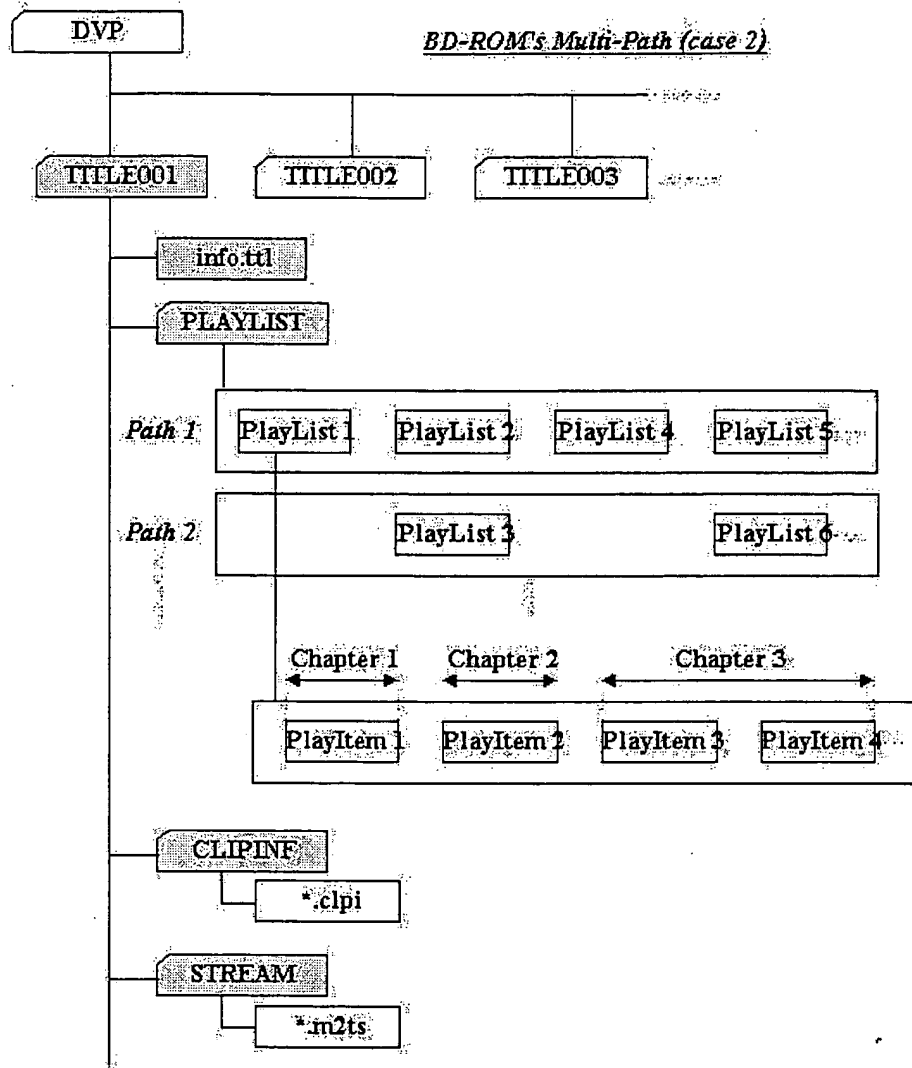 DVP
BD-ROM's Multi-Path (case 2)
TITLE001
TITLE002
TITLE003
info.ttl
PLAYLIST
Path 1
PlayList 1
PlayList 2
PlayList 4
PlayList 5
Path 2
PlayList 3
PlayList 6
Chapter 1
Chapter 2
Chapter 3
PlayItem 1
PlayItem 2
PlayItem 3
PlayItem 4
CLIPINF
*.clpi
STREAM
*.m2ts